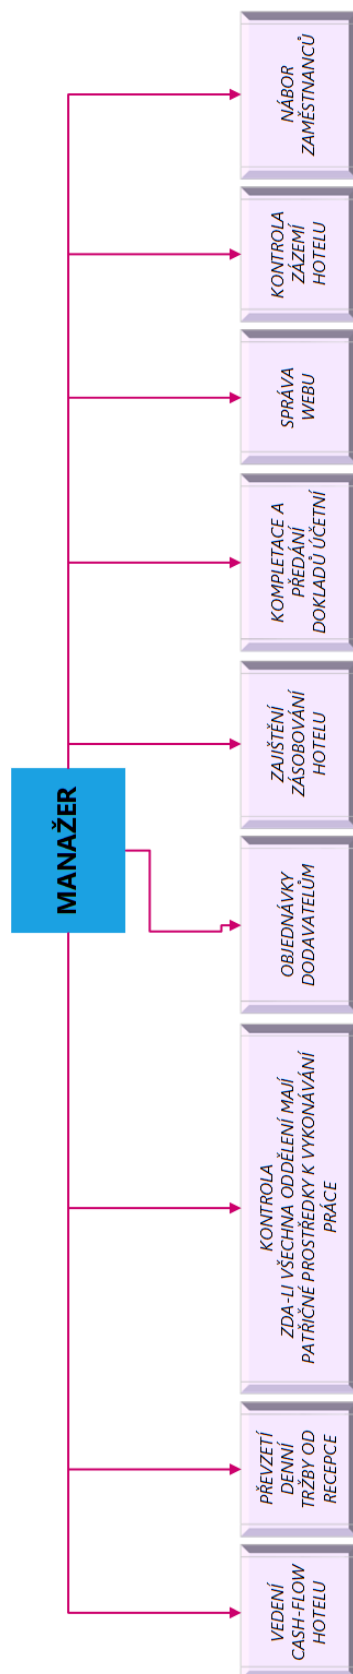 MANAŽER
VEDENÍ
CASH-FLOW
HOTELU
PŘEVZETÍ
DENNÍ
TRŽBY OD
RECEPCE
KONTROLA
ZDA-LI VŠECHNA ODDĚLENÍ MAJÍ
PATŘIČNÉ PROSTŘEDKY K VYKONÁVÁNÍ
PRÁCE
OBJEDNÁVKY
DODAVATELŮM
ZAJIŠTĚNÍ
ZÁSOBOVÁNÍ
HOTELU
KOMPLETACE A
PŘEDÁNÍ
DOKLADŮ ÚČETNÍ
SPRÁVA
WEBU
KONTROLA
ZÁZEMÍ
HOTELU
NÁBOR
ZAMĚSTNANCŮ